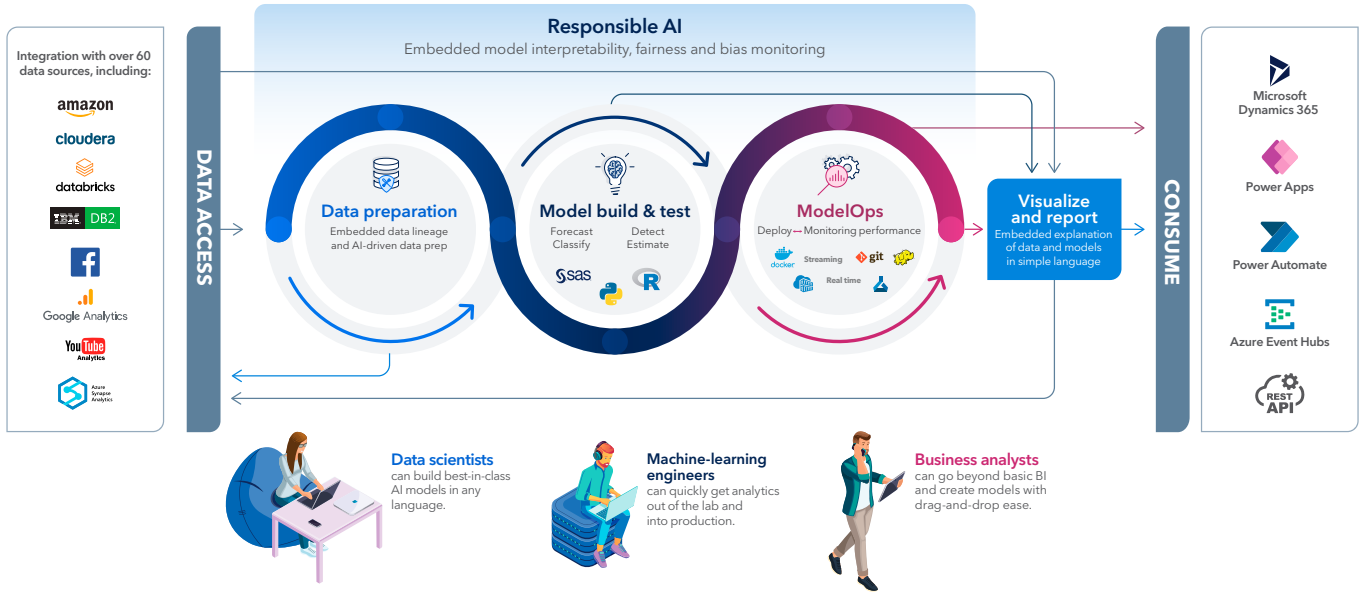 Responsible AI
Embedded model interpretability, fairness and bias monitoring
Integration with over 60
data sources, including:
amazon
cloudera
databricks
IBM DB2
Google Analytics
YouTube
Analytics
Azure
Synapse
Analytics
DATA ACCESS
Data preparation
Embedded data lineage
and AI-driven data prep
Model build & test
Forecast
Classify
Detect
Estimate
sas
R
ModelOps
Deploy↔Monitoring performance
docker
Streaming
git
Real time
Visualize
and report
Embedded explanation
of data and models
in simple language
CONSUME
Microsoft
Dynamics 365
Power Apps
Power Automate
Azure Event Hubs
REST
API
Data scientists
can build best-in-class
AI models in any
language.
Machine-learning
engineers
can quickly get analytics
out of the lab and
into production.
Business analysts
can go beyond basic BI
and create models with
drag-and-drop ease.